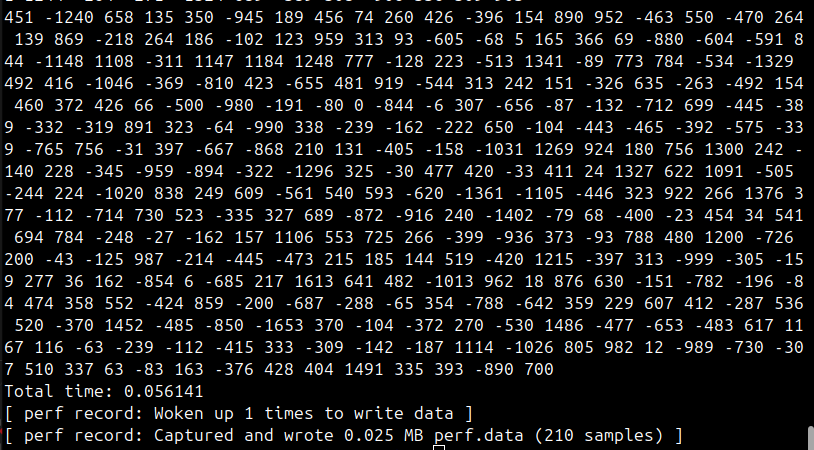 451 -1240 658 135 350 -945 189 456 74 260 426 -396 154 890 952 -463 550 -470 264
 139 869 -218 264 186 -102 123 959 313 93 -605 -68 5 165 366 69 -880 -604 -591 8
44 -1148 1108 -311 1147 1184 1248 777 -128 223 -513 1341 -89 773 784 -534 -1329
492 416 -1046 -369 -810 423 -655 481 919 -544 313 242 151 -326 635 -263 -492 154
 460 372 426 66 -500 -980 -191 -80 0 -844 -6 307 -656 -87 -132 -712 699 -445 -38
9 -332 -319 891 323 -64 -990 338 -239 -162 -222 650 -104 -443 -465 -392 -575 -33
9 -765 756 -31 397 -667 -868 210 131 -405 -158 -1031 1269 924 180 756 1300 242 -
140 228 -345 -959 -894 -322 -1296 325 -30 477 420 -33 411 24 1327 622 1091 -505
-244 224 -1020 838 249 609 -561 540 593 -620 -1361 -1105 -446 323 922 266 1376 3
77 -112 -714 730 523 -335 327 689 -872 -916 240 -1402 -79 68 -400 -23 454 34 541
 694 784 -248 -27 -162 157 1106 553 725 266 -399 -936 373 -93 788 480 1200 -726
200 -43 -125 987 -214 -445 -473 215 185 144 519 -420 1215 -397 313 -999 -305 -15
9 277 36 162 -854 6 -685 217 1613 641 482 -1013 962 18 876 630 -151 -782 -196 -8
4 474 358 552 -424 859 -200 -687 -288 -65 354 -788 -642 359 229 607 412 -287 536
 520 -370 1452 -485 -850 -1653 370 -104 -372 270 -530 1486 -477 -653 -483 617 11
67 116 -63 -239 -112 -415 333 -309 -142 -187 1114 -1026 805 982 12 -989 -730 -30
7 510 337 63 -83 163 -376 428 404 1491 335 393 -890 700
Total time: 0.056141
[ perf record: Woken up 1 times to write data ]
[ perf record: Captured and wrote 0.025 MB perf.data (210 samples) ]